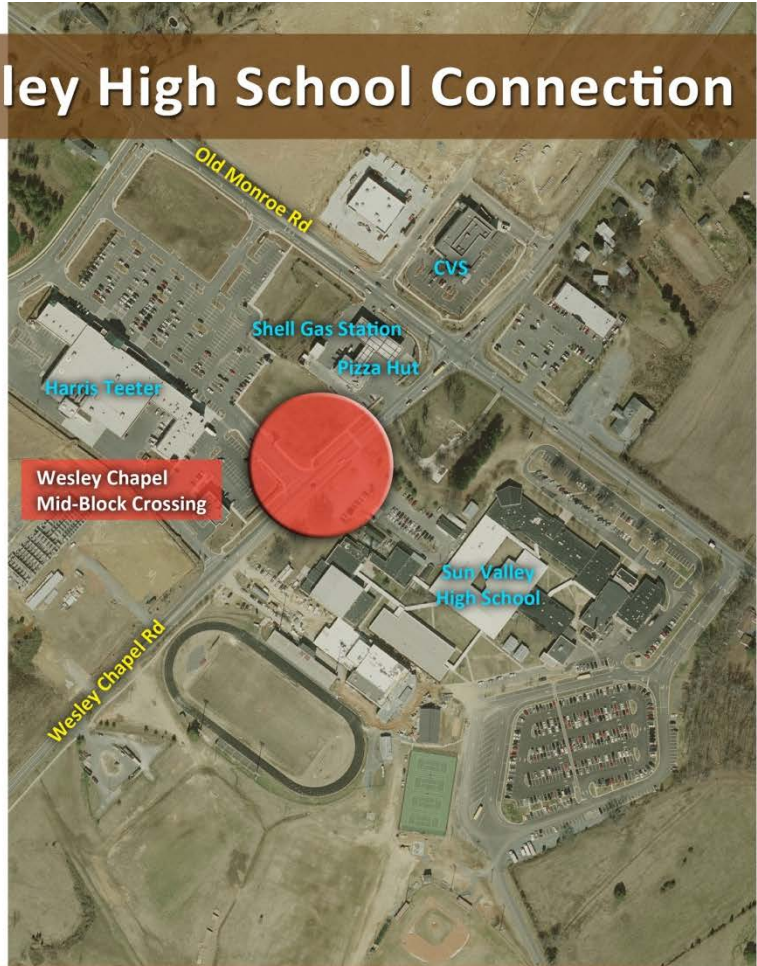 ley High School Connection
Old Monroe Rd
CVS
Shell Gas Station
Pizza Hut
Harris Teeter
Wesley Chapel
Mid-Block Crossing
Sun Valley
High School
Wesley Chapel Rd